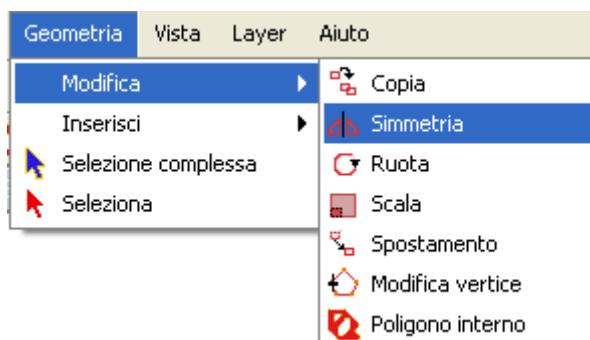 Geometria Vista Layer Aiuto
Modifica
Inserisci
Selezione complessa
Seleziona
Copia
Simmetria
Ruota
Scala
Spostamento
Modifica vertice
Poligono interno